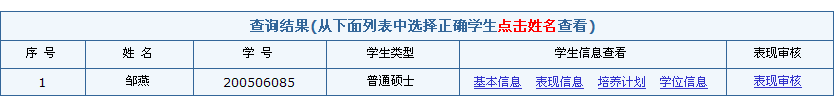 查询结果(从下面列表中选择正确学生点击姓名查看)
序 号 姓 名 学 号 学生类型 学生信息查看 表现审核
1 邹燕 200506085 普通硕士 基本信息 表现信息 培养计划 学位信息 表现审核